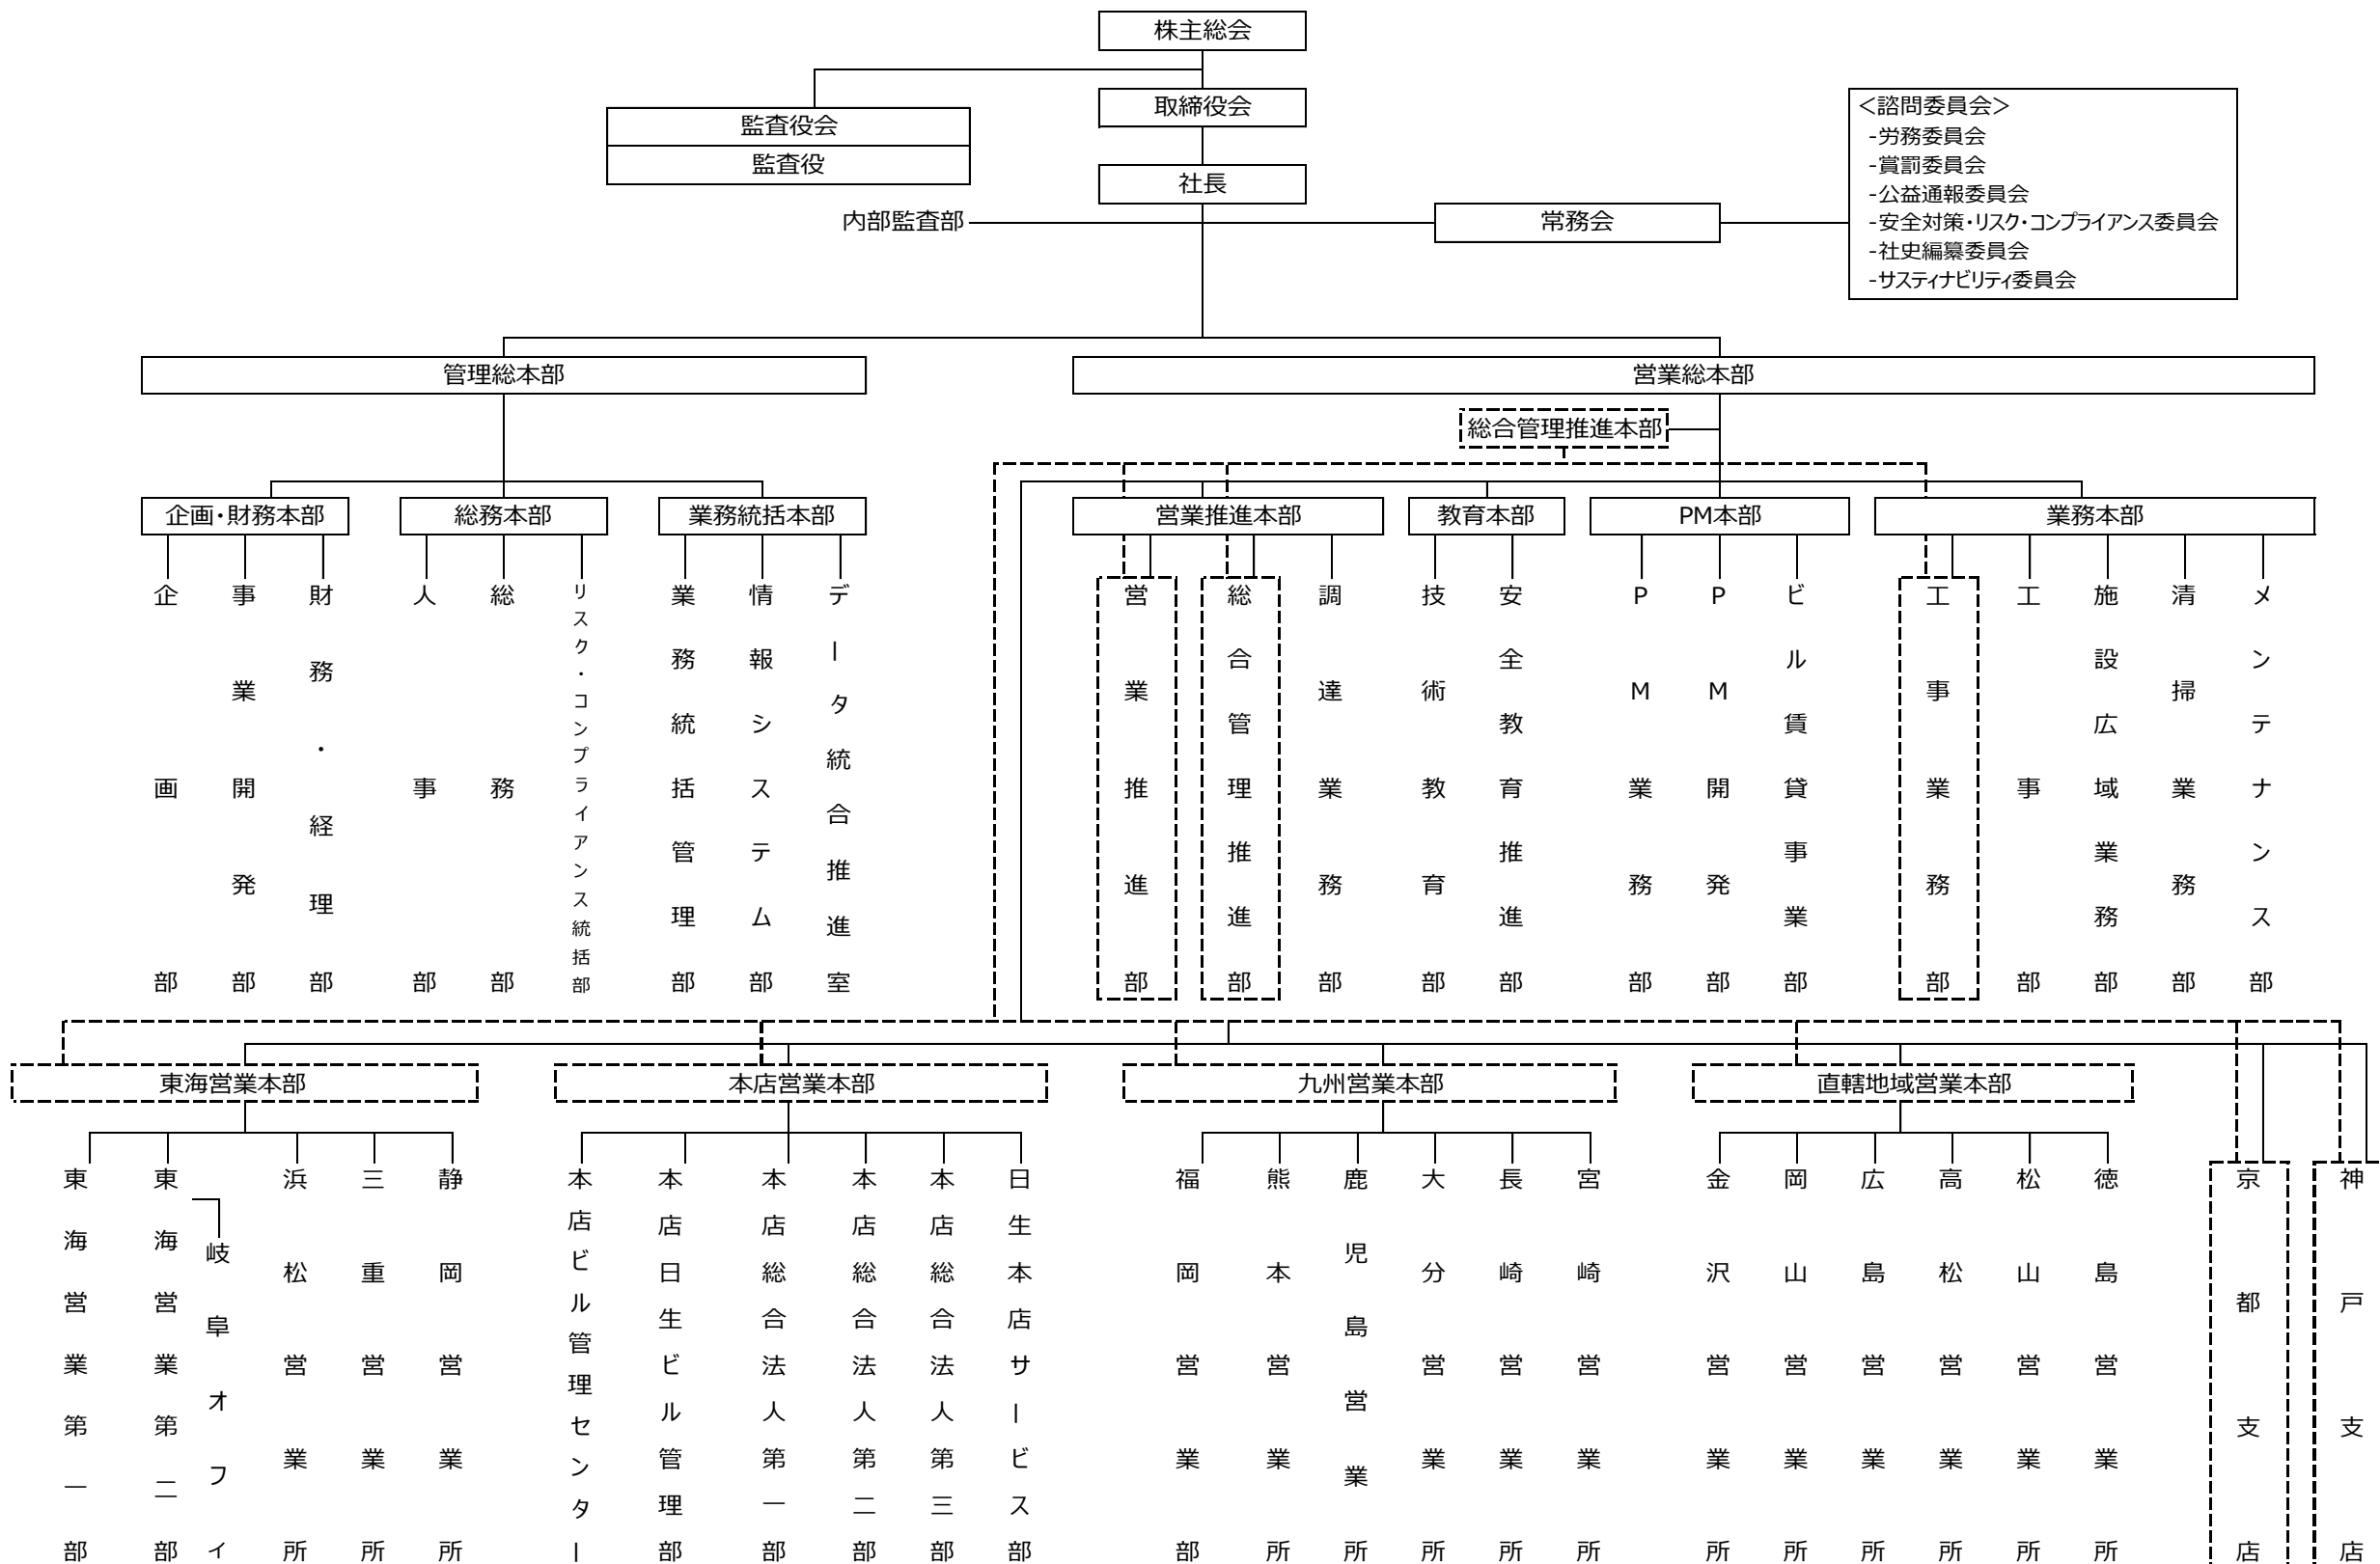 株主総会
取締役会
監査役会
監査役
社長
内部監査部
常務会
＜諮問委員会＞
-労務委員会
-賞罰委員会
-公益通報委員会
-安全対策・リスク・コンプライアンス委員会
-社史編纂委員会
-サスティナビリティ委員会
管理総本部
営業総本部
総合管理推進本部
企画・財務本部
総務本部
業務統括本部
営業推進本部
教育本部
PM本部
業務本部
企画部
事業開発部
財務・経理部
人事部
総務部
リスク・コンプライアンス統括部
業務統括管理部
情報システム部
データ統合推進室
営業推進部
総合管理推進部
調達業務部
技術教育部
安全教育推進部
PM業務部
PM開発部
ビル賃貸事業部
工事業務部
工事部
施設広域業務部
清掃業務部
メンテナンス部
東海営業本部
本店営業本部
九州営業本部
直轄地域営業本部
東海営業第一部
東海営業第二部
岐阜オフィ
浜松営業所
三重営業所
静岡営業所
本店ビル管理センター
本店日生ビル管理部
本店総合法人第一部
本店総合法人第二部
本店総合法人第三部
日生本店サービス部
福岡営業部
熊本営業所
鹿児島営業所
大分営業所
長崎営業所
宮崎営業所
金沢営業所
岡山営業所
広島営業所
高松営業所
松山営業所
徳島営業所
京都支店
神戸支店